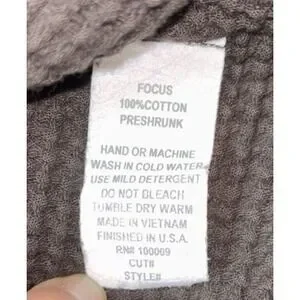 FOCUS
100%COTTON
PRESHRUNK
HAND OR MACHINE
WASH IN COLD WATER
USE MILD DETERGENT
DO NOT BLEACH
TUMBLE DRY WARM
MADE IN VIETNAM
FINISHED IN U.S.A.
RN# 100069
CUT#
STYLE#